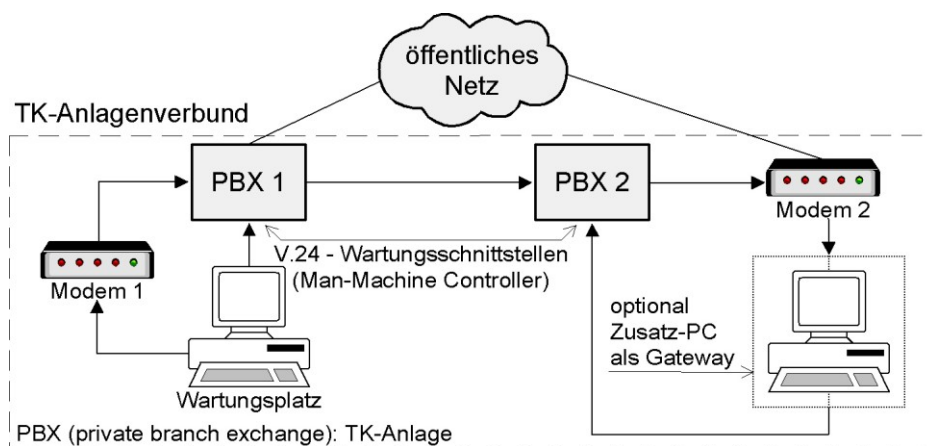 öffentliches
Netz
TK-Anlagenverbund
PBX 1
PBX 2
Modem 2
V.24 - Wartungsschnittstellen
(Man-Machine Controller)
Modem 1
optional
Zusatz-PC
als Gateway
Wartungsplatz
PBX (private branch exchange): TK-Anlage